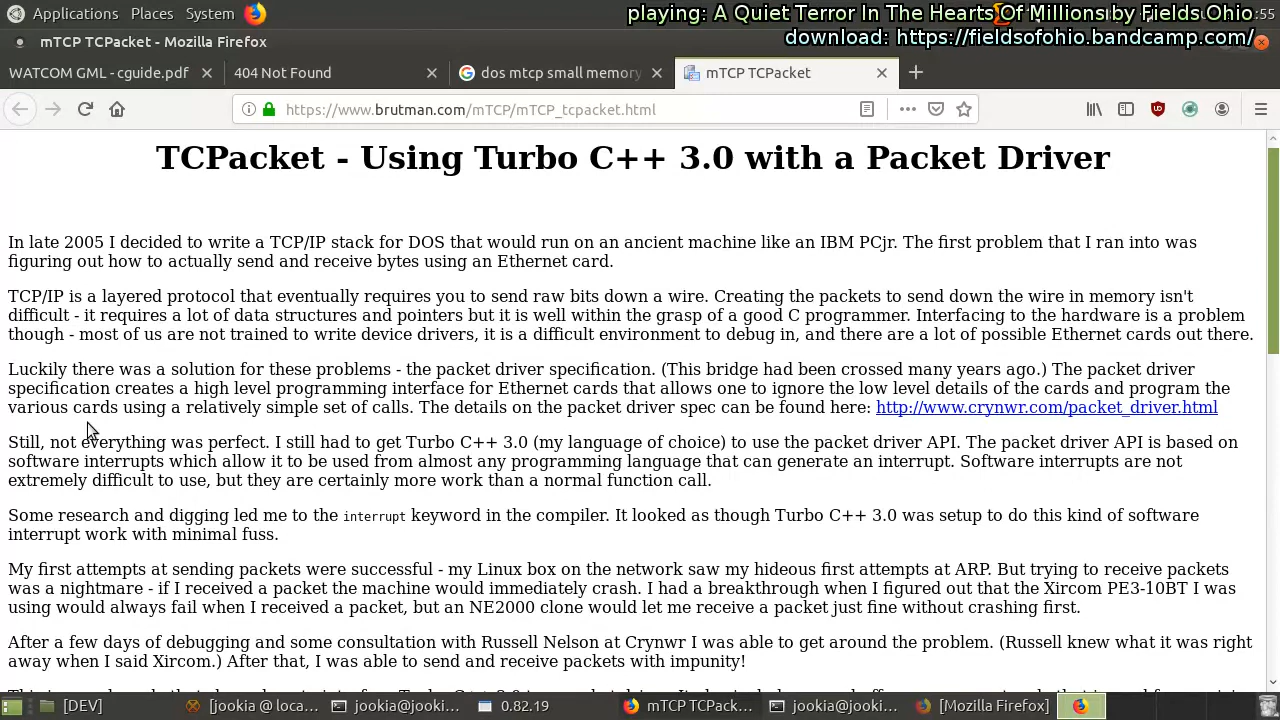 Applications Places System
playing: A Quiet Terror In The Hearts Of Millions by Fields Ohio
:55
mTCP TCPacket - Mozilla Firefox
download: https://fieldsofohio.bandcamp.com/
WATCOM GML - cguide.pdf
404 Not Found
dos mtcp small memory
mTCP TCPacket
https://www.brutman.com/mTCP/mTCP_tcpacket.html
TCPacket - Using Turbo C++ 3.0 with a Packet Driver
In late 2005 I decided to write a TCP/IP stack for DOS that would run on an ancient machine like an IBM PCjr. The first problem that I ran into was
figuring out how to actually send and receive bytes using an Ethernet card.
TCP/IP is a layered protocol that eventually requires you to send raw bits down a wire. Creating the packets to send down the wire in memory isn't
difficult - it requires a lot of data structures and pointers but it is well within the grasp of a good C programmer. Interfacing to the hardware is a problem
though - most of us are not trained to write device drivers, it is a difficult environment to debug in, and there are a lot of possible Ethernet cards out there.
Luckily there was a solution for these problems - the packet driver specification. (This bridge had been crossed many years ago.) The packet driver
specification creates a high level programming interface for Ethernet cards that allows one to ignore the low level details of the cards and program the
various cards using a relatively simple set of calls. The details on the packet driver spec can be found here: http://www.crynwr.com/packet_driver.html
Still, not everything was perfect. I still had to get Turbo C++ 3.0 (my language of choice) to use the packet driver API. The packet driver API is based on
software interrupts which allow it to be used from almost any programming language that can generate an interrupt. Software interrupts are not
extremely difficult to use, but they are certainly more work than a normal function call.
Some research and digging led me to the interrupt keyword in the compiler. It looked as though Turbo C++ 3.0 was setup to do this kind of software
interrupt work with minimal fuss.
My first attempts at sending packets were successful - my Linux box on the network saw my hideous first attempts at ARP. But trying to receive packets
was a nightmare - if I received a packet the machine would immediately crash. I had a breakthrough when I figured out that the Xircom PE3-10BT I was
using would always fail when I received a packet, but an NE2000 clone would let me receive a packet just fine without crashing first.
After a few days of debugging and some consultation with Russell Nelson at Crynwr I was able to get around the problem. (Russell knew what it was right
away when I said Xircom.) After that, I was able to send and receive packets with impunity!
[DEV]
[jookia @ loca...
jookia@jooki...
0.82.19
mTCP TCPack...
jookia@jooki...
[Mozilla Firefox]